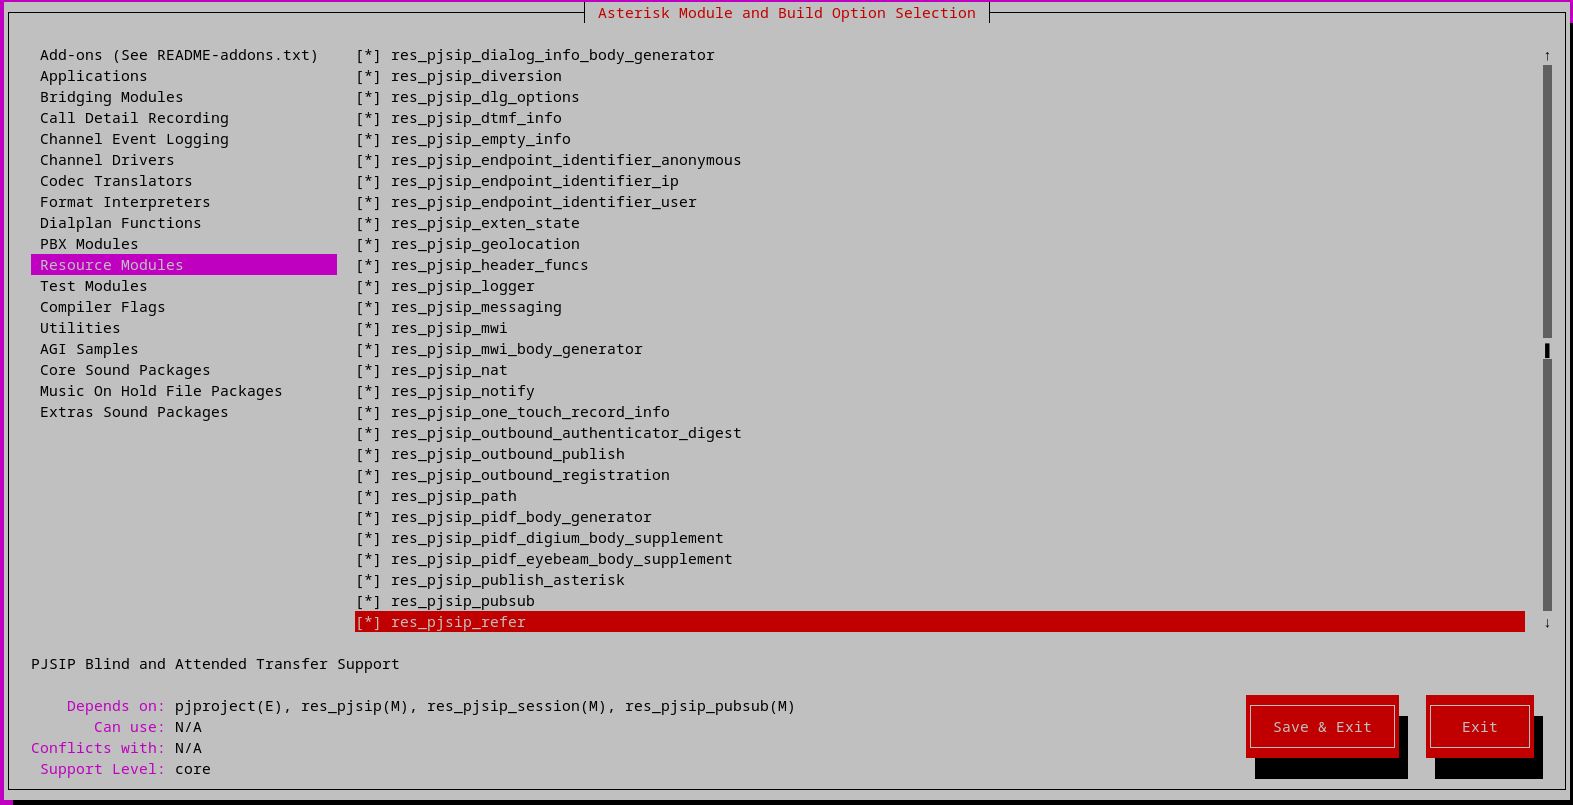 Asterisk Module and Build Option Selection
Add-ons (See README-addons.txt)
Applications
Bridging Modules
Call Detail Recording
Channel Event Logging
Channel Drivers
Codec Translators
Format Interpreters
Dialplan Functions
PBX Modules
Resource Modules
Test Modules
Compiler Flags
Utilities
AGI Samples
Core Sound Packages
Music On Hold File Packages
Extras Sound Packages
[*] res_pjsip_dialog_info_body_generator
[*] res_pjsip_diversion
[*] res_pjsip_dlg_options
[*] res_pjsip_dtmf_info
[*] res_pjsip_empty_info
[*] res_pjsip_endpoint_identifier_anonymous
[*] res_pjsip_endpoint_identifier_ip
[*] res_pjsip_endpoint_identifier_user
[*] res_pjsip_exten_state
[*] res_pjsip_geolocation
[*] res_pjsip_header_funcs
[*] res_pjsip_logger
[*] res_pjsip_messaging
[*] res_pjsip_mwi
[*] res_pjsip_mwi_body_generator
[*] res_pjsip_nat
[*] res_pjsip_notify
[*] res_pjsip_one_touch_record_info
[*] res_pjsip_outbound_authenticator_digest
[*] res_pjsip_outbound_publish
[*] res_pjsip_outbound_registration
[*] res_pjsip_path
[*] res_pjsip_pidf_body_generator
[*] res_pjsip_pidf_digium_body_supplement
[*] res_pjsip_pidf_eyebeam_body_supplement
[*] res_pjsip_publish_asterisk
[*] res_pjsip_pubsub
[*] res_pjsip_refer
↑
↓
PJSIP Blind and Attended Transfer Support
Depends on: pjproject(E), res_pjsip(M), res_pjsip_session(M), res_pjsip_pubsub(M)
Can use: N/A
Conflicts with: N/A
Support Level: core
Save & Exit
Exit